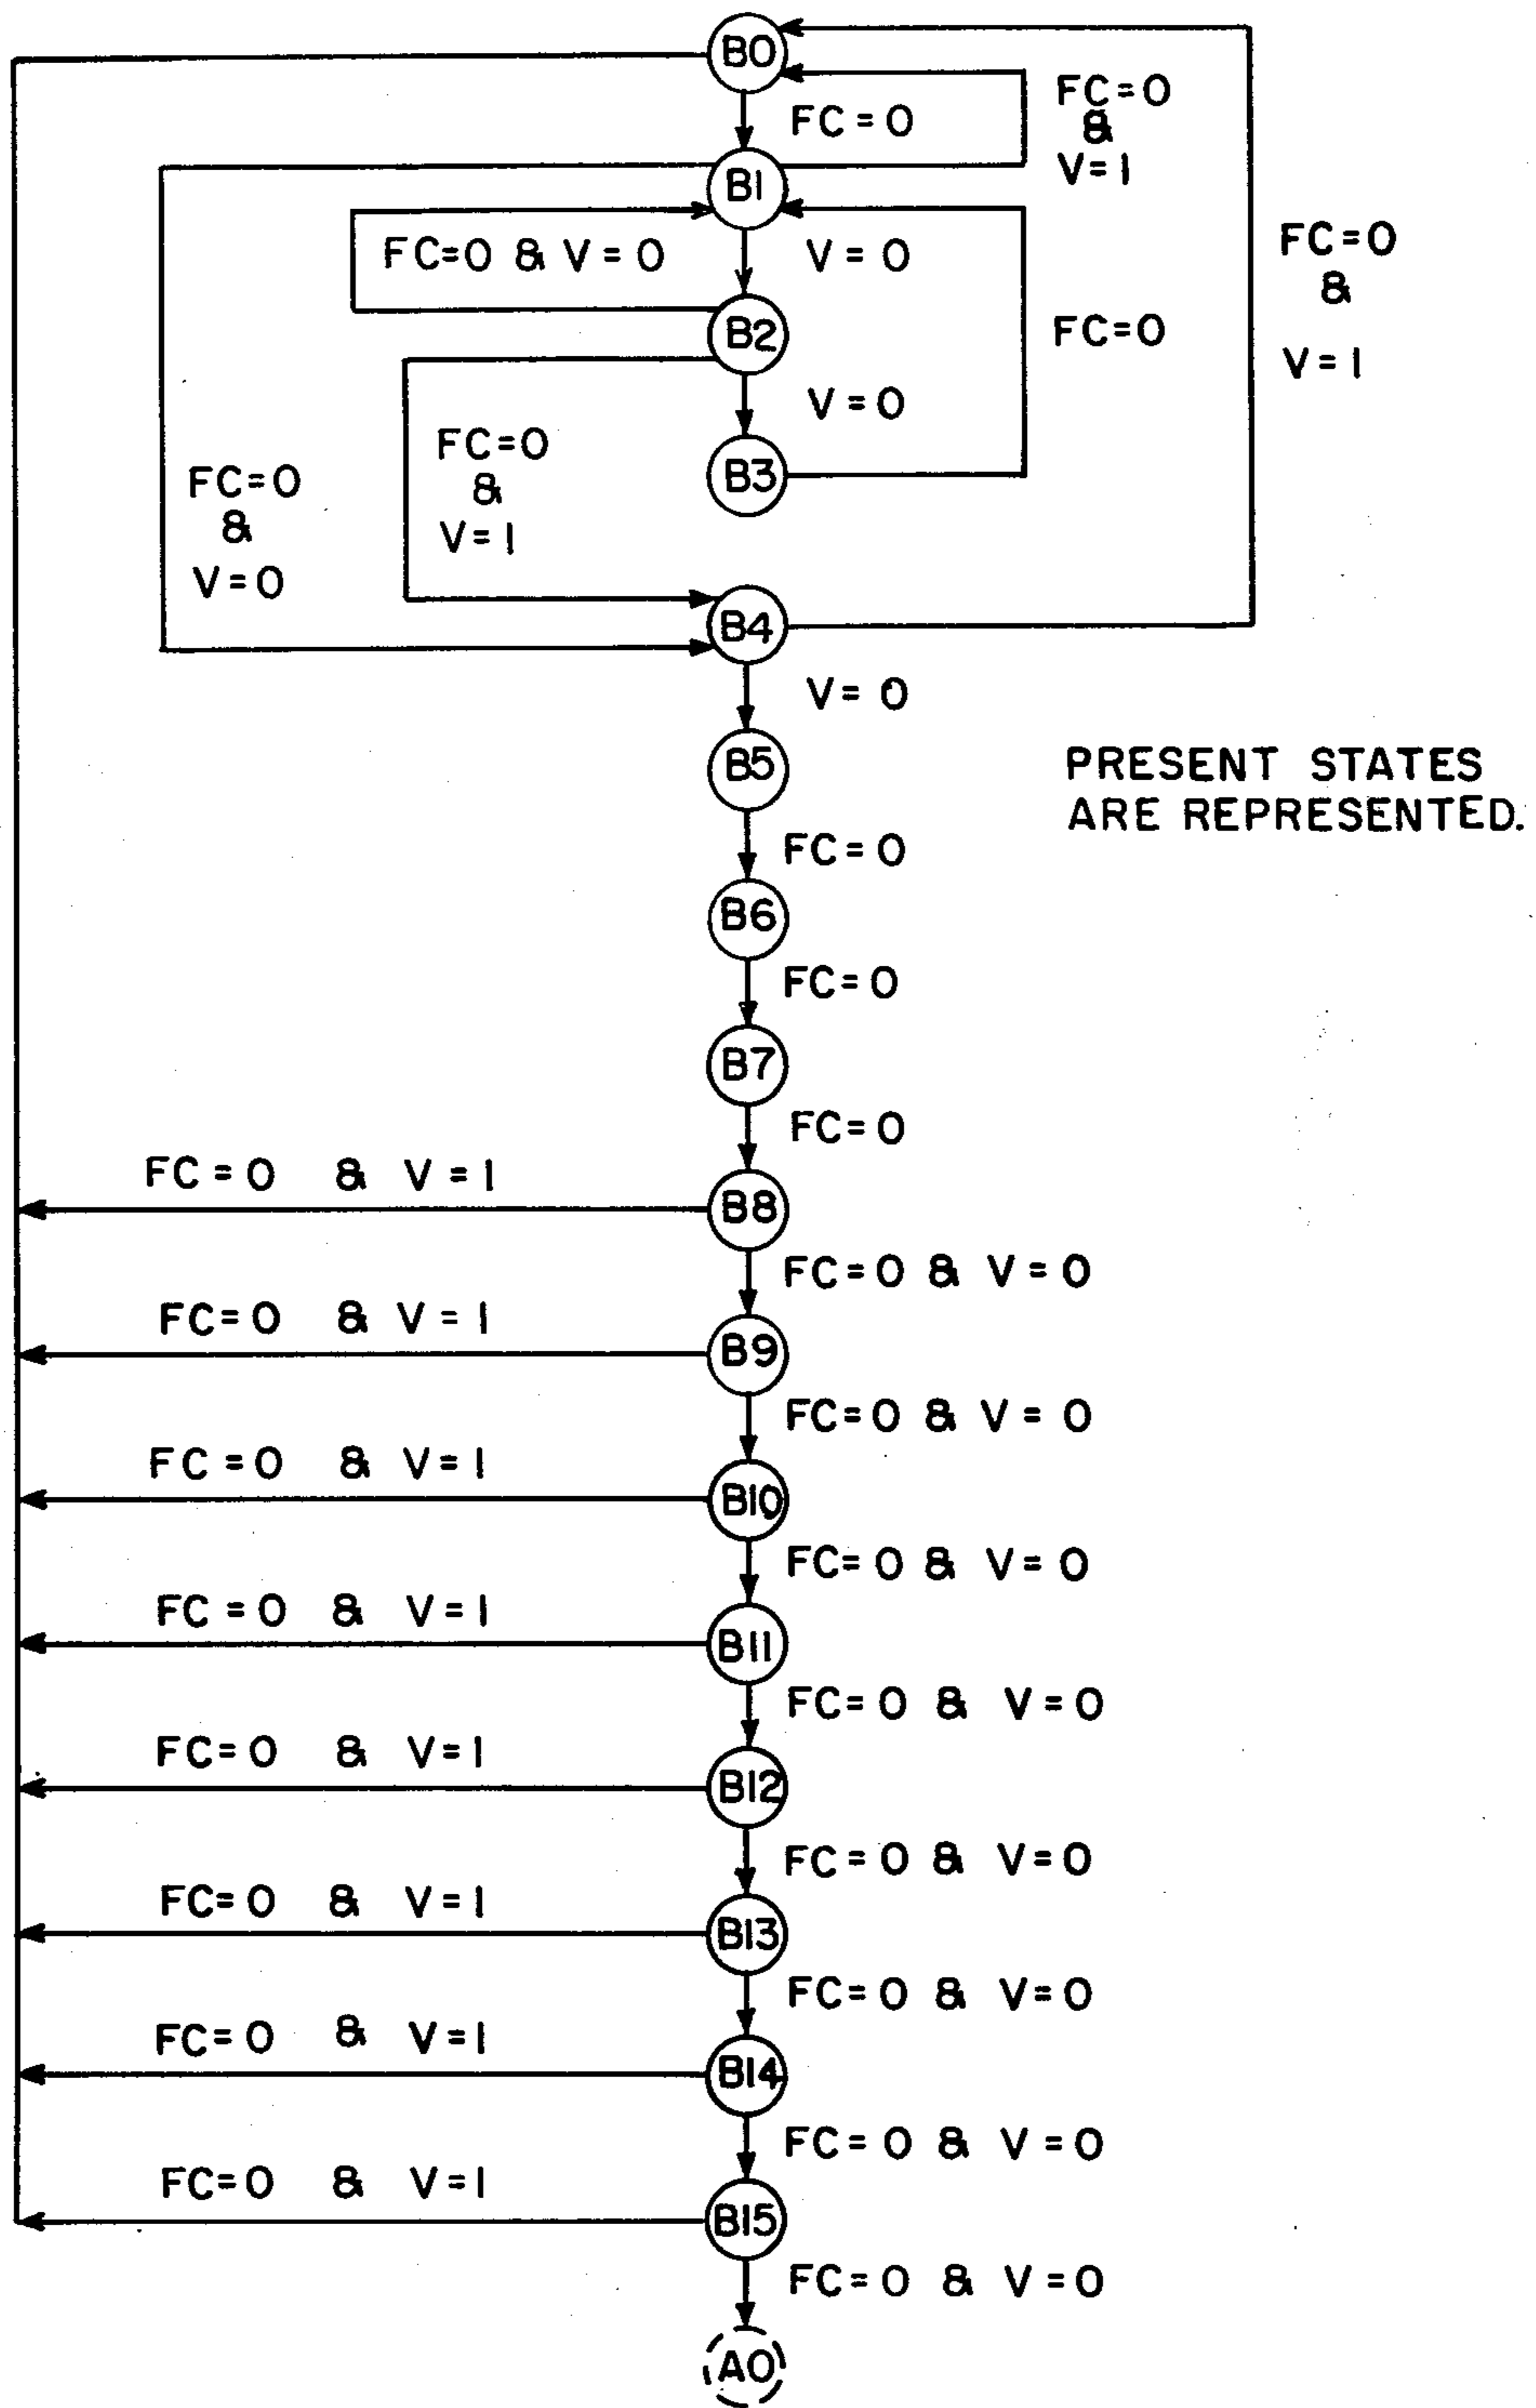 B0
FC=0
FC=0
&
V=1
B1
FC=0 & V=0
V=0
FC=0
&
V=1
B2
FC=0
V=0
FC=0
&
V=1
B3
FC=0
&
V=0
B4
V=0
B5
PRESENT STATES
ARE REPRESENTED.
FC=0
B6
FC=0
B7
FC=0
FC=0 & V=1
B8
FC=0 & V=0
FC=0 & V=1
B9
FC=0 & V=0
FC=0 & V=1
B10
FC=0 & V=0
FC=0 & V=1
B11
FC=0 & V=0
FC=0 & V=1
B12
FC=0 & V=0
FC=0 & V=1
B13
FC=0 & V=0
FC=0 & V=1
B14
FC=0 & V=0
FC=0 & V=1
B15
FC=0 & V=0
A0